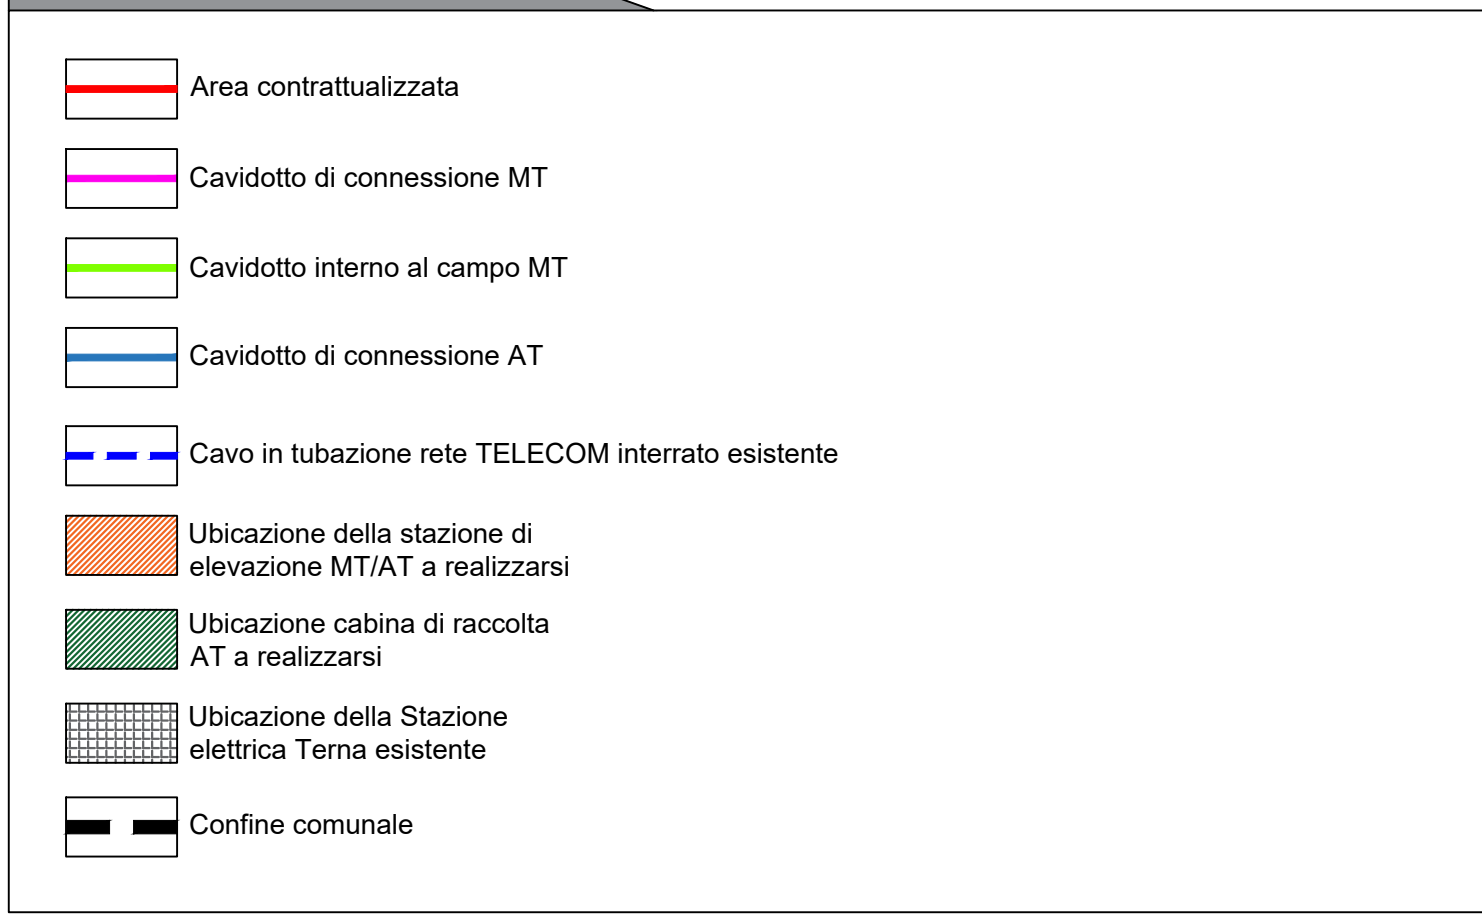 Area contrattualizzata
Cavidotto di connessione MT
Cavidotto interno al campo MT
Cavidotto di connessione AT
Cavo in tubazione rete TELECOM interrato esistente
Ubicazione della stazione di
elevazione MT/AT a realizzarsi
Ubicazione cabina di raccolta
AT a realizzarsi
Ubicazione della Stazione
elettrica Terna esistente
Confine comunale